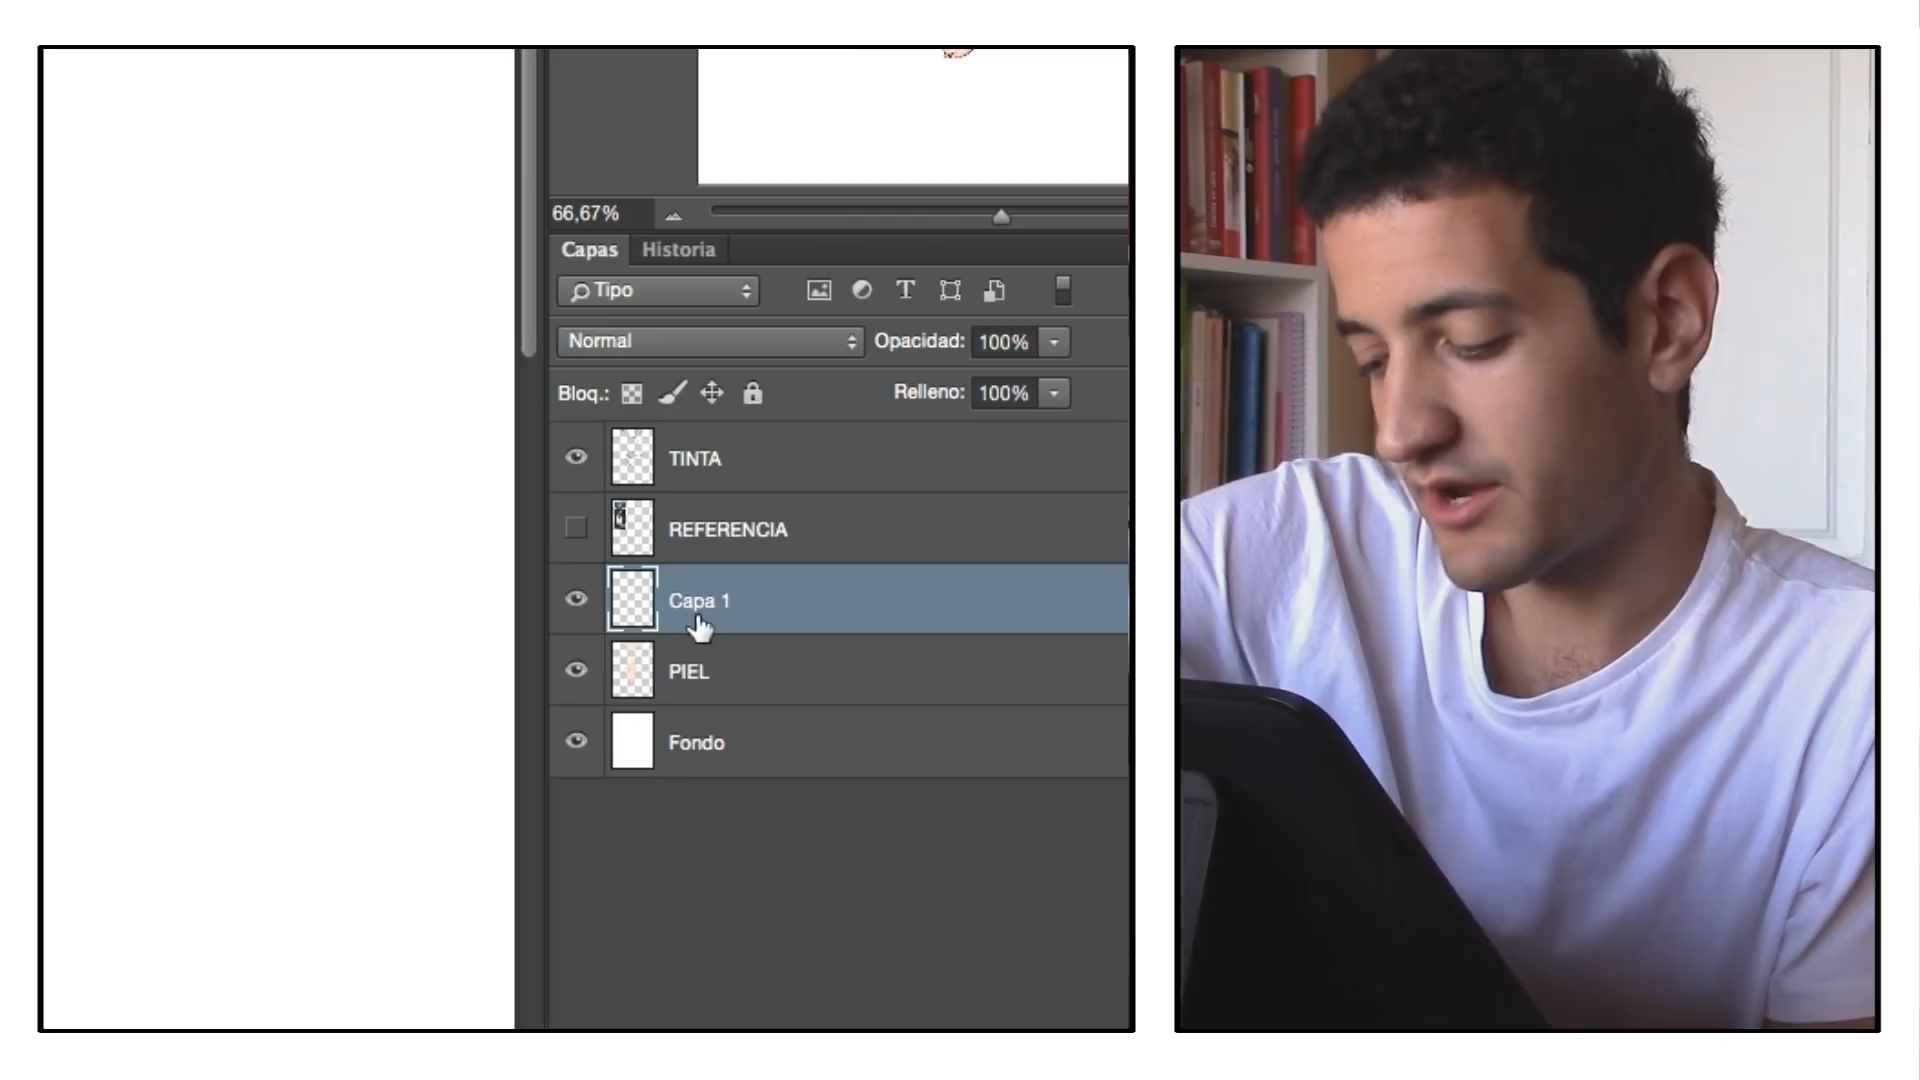 66,67%
Capas Historia
Tipo T
Normal Opacidad: 100%
Bloq.: Relleno: 100%
TINTA
REFERENCIA
Capa 1
PIEL
Fondo